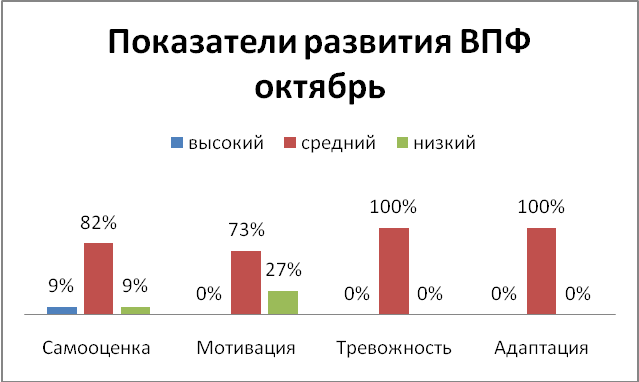 Показатели развития ВПФ
октябрь
высокий средний низкий
9% 82% 9% 0% 73% 27% 0% 100% 0% 0% 100% 0%
Самооценка Мотивация Тревожность Адаптация